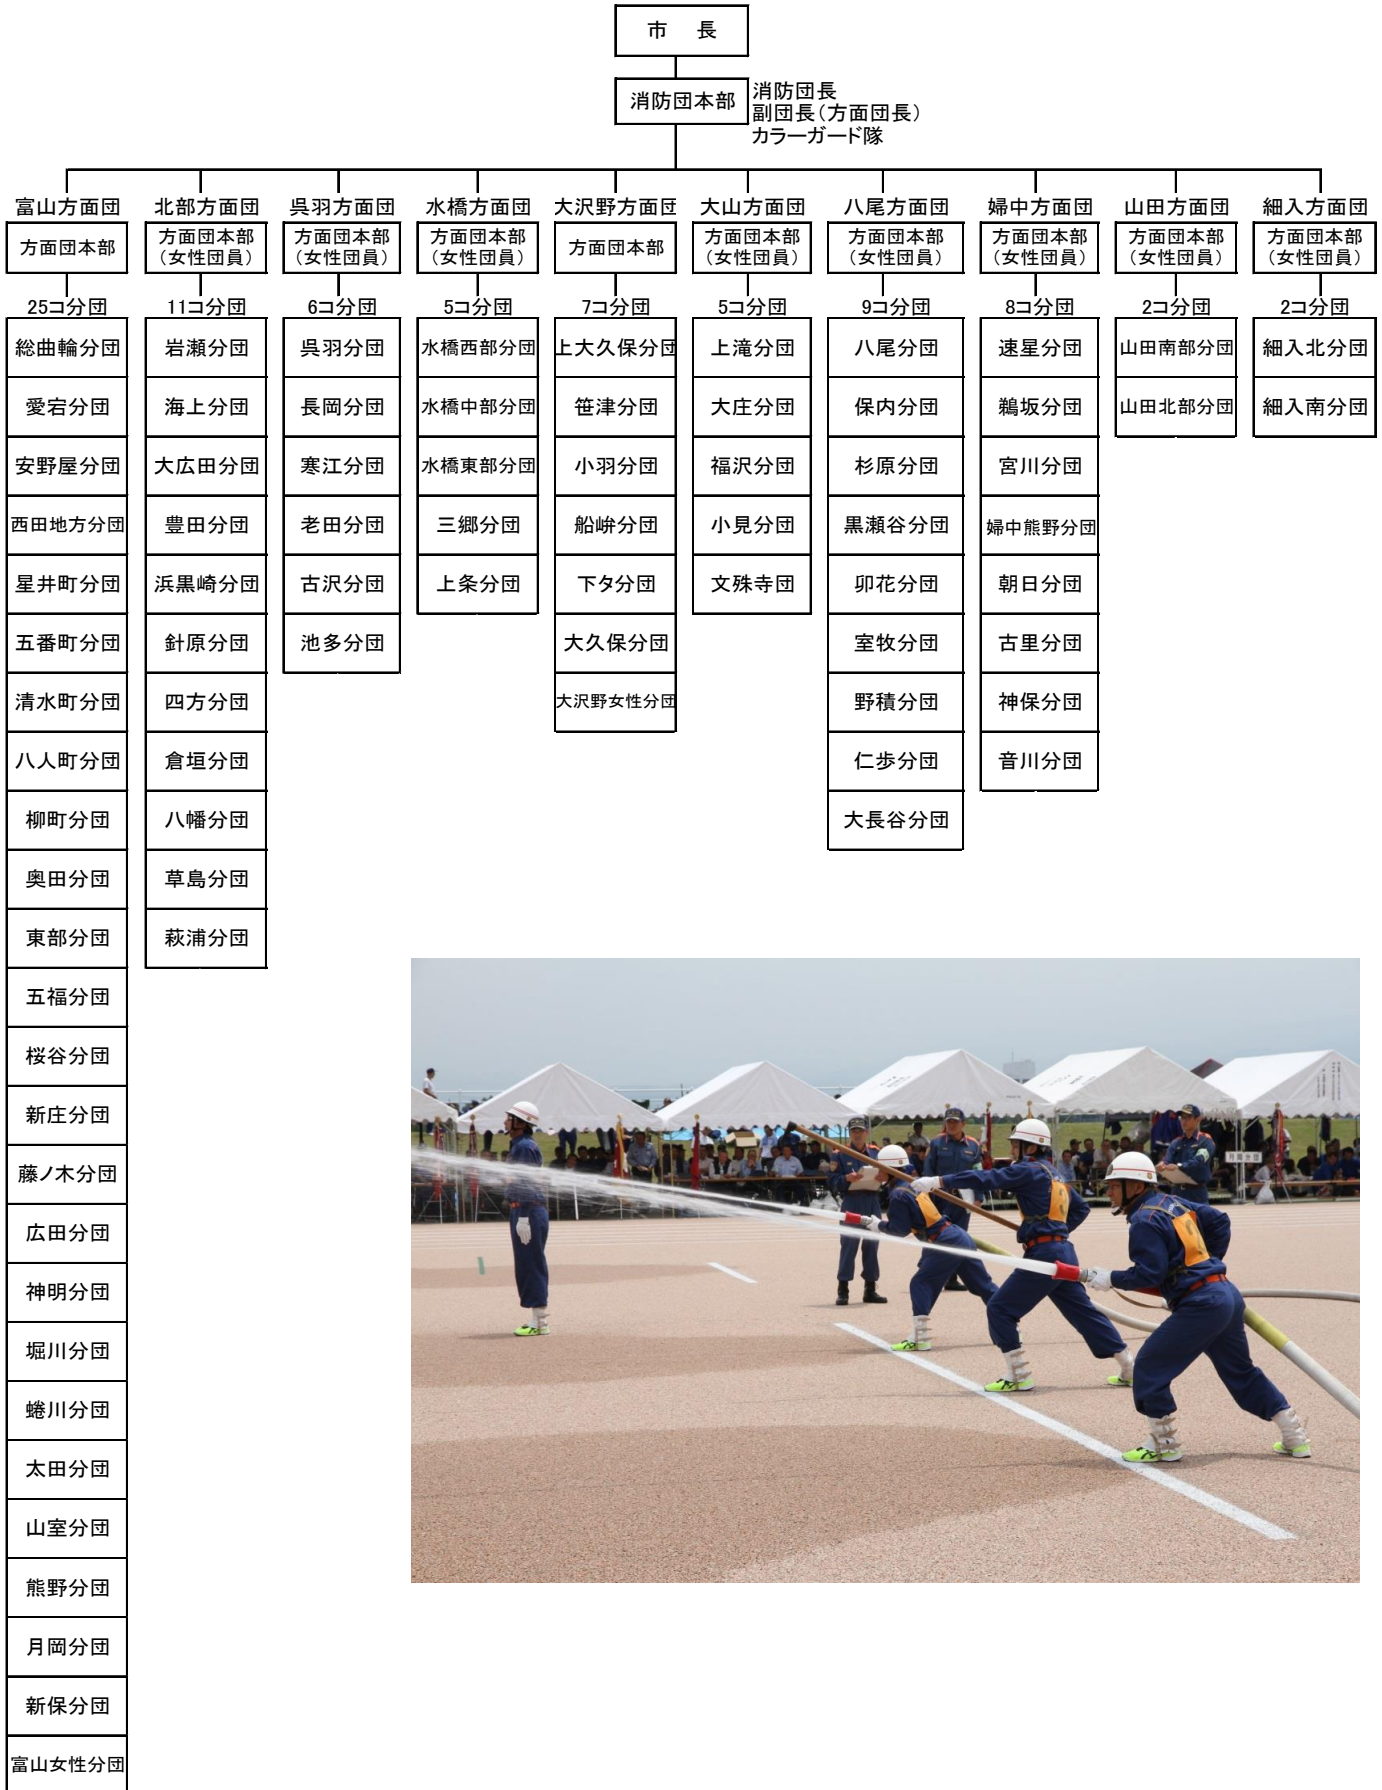 市　長
消防団本部
消防団長
副団長（方面団長）
カラーガード隊
富山方面団
方面団本部
25コ分団
総曲輪分団
愛宕分団
安野屋分団
西田地方分団
星井町分団
五番町分団
清水町分団
八人町分団
柳町分団
奥田分団
東部分団
五福分団
桜谷分団
新庄分団
藤ノ木分団
広田分団
神明分団
堀川分団
蜷川分団
太田分団
山室分団
熊野分団
月岡分団
新保分団
富山女性分団
北部方面団
方面団本部
（女性団員）
11コ分団
岩瀬分団
海上分団
大広田分団
豊田分団
浜黒崎分団
針原分団
四方分団
倉垣分団
八幡分団
草島分団
萩浦分団
呉羽方面団
方面団本部
（女性団員）
6コ分団
呉羽分団
長岡分団
寒江分団
老田分団
古沢分団
池多分団
水橋方面団
方面団本部
（女性団員）
5コ分団
水橋西部分団
水橋中部分団
水橋東部分団
三郷分団
上条分団
大沢野方面団
方面団本部
7コ分団
上大久保分団
笹津分団
小羽分団
船峅分団
下タ分団
大久保分団
大沢野女性分団
大山方面団
方面団本部
（女性団員）
5コ分団
上滝分団
大庄分団
福沢分団
小見分団
文殊寺団
八尾方面団
方面団本部
（女性団員）
9コ分団
八尾分団
保内分団
杉原分団
黒瀬谷分団
卯花分団
室牧分団
野積分団
仁歩分団
大長谷分団
婦中方面団
方面団本部
（女性団員）
8コ分団
速星分団
鵜坂分団
宮川分団
婦中熊野分団
朝日分団
古里分団
神保分団
音川分団
山田方面団
方面団本部
（女性団員）
2コ分団
山田南部分団
山田北部分団
細入方面団
方面団本部
（女性団員）
2コ分団
細入北分団
細入南分団
月岡分団